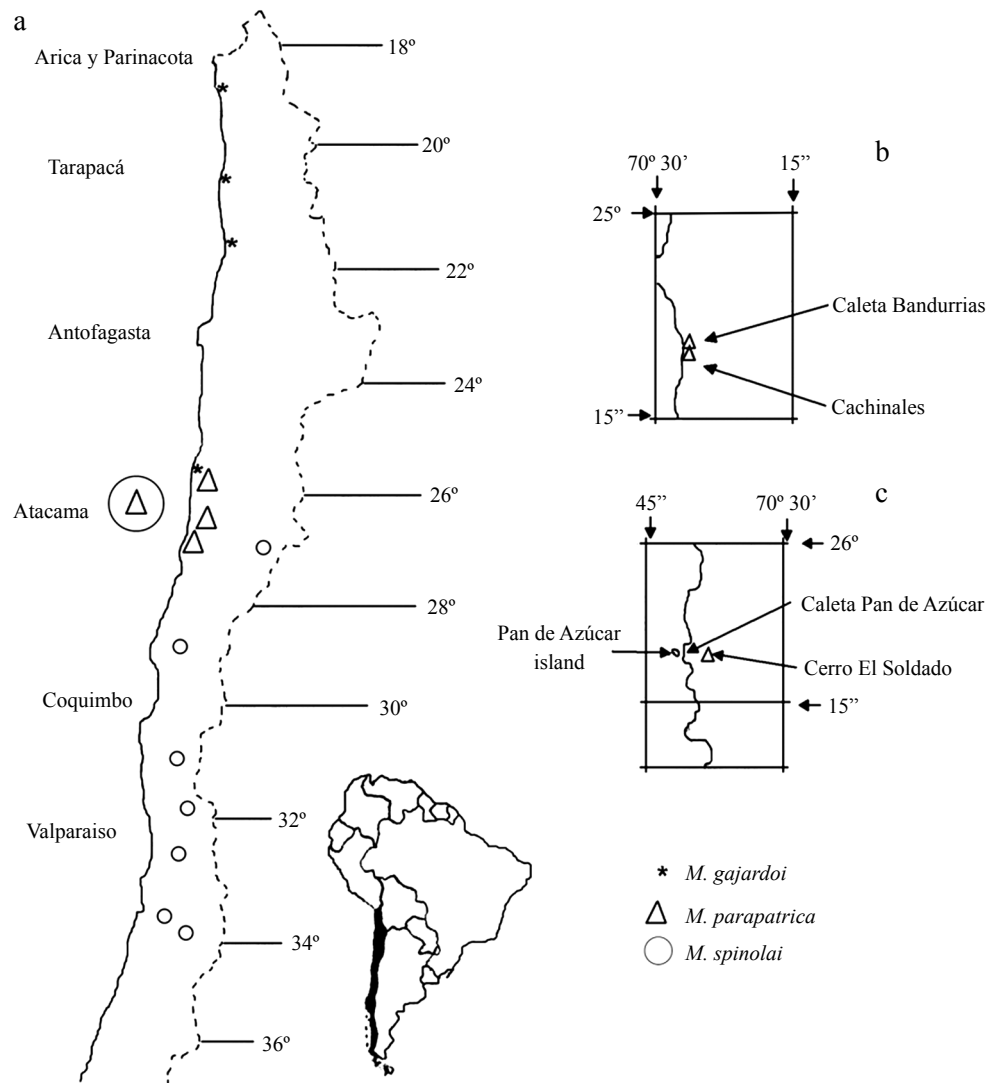 a
Arica y Parinacota
18º
Tarapacá
20º
22º
Antofagasta
24º
Atacama
26º
28º
Coquimbo
30º
Valparaiso
32º
34º
36º
b
70º 30’
15”
25º
Caleta Bandurrias
Cachinales
15”
c
45”
70º 30’
26º
Caleta Pan de Azúcar
Pan de Azúcar
island
Cerro El Soldado
15”
* M. gajardoi
M. parapatrica
M. spinolai